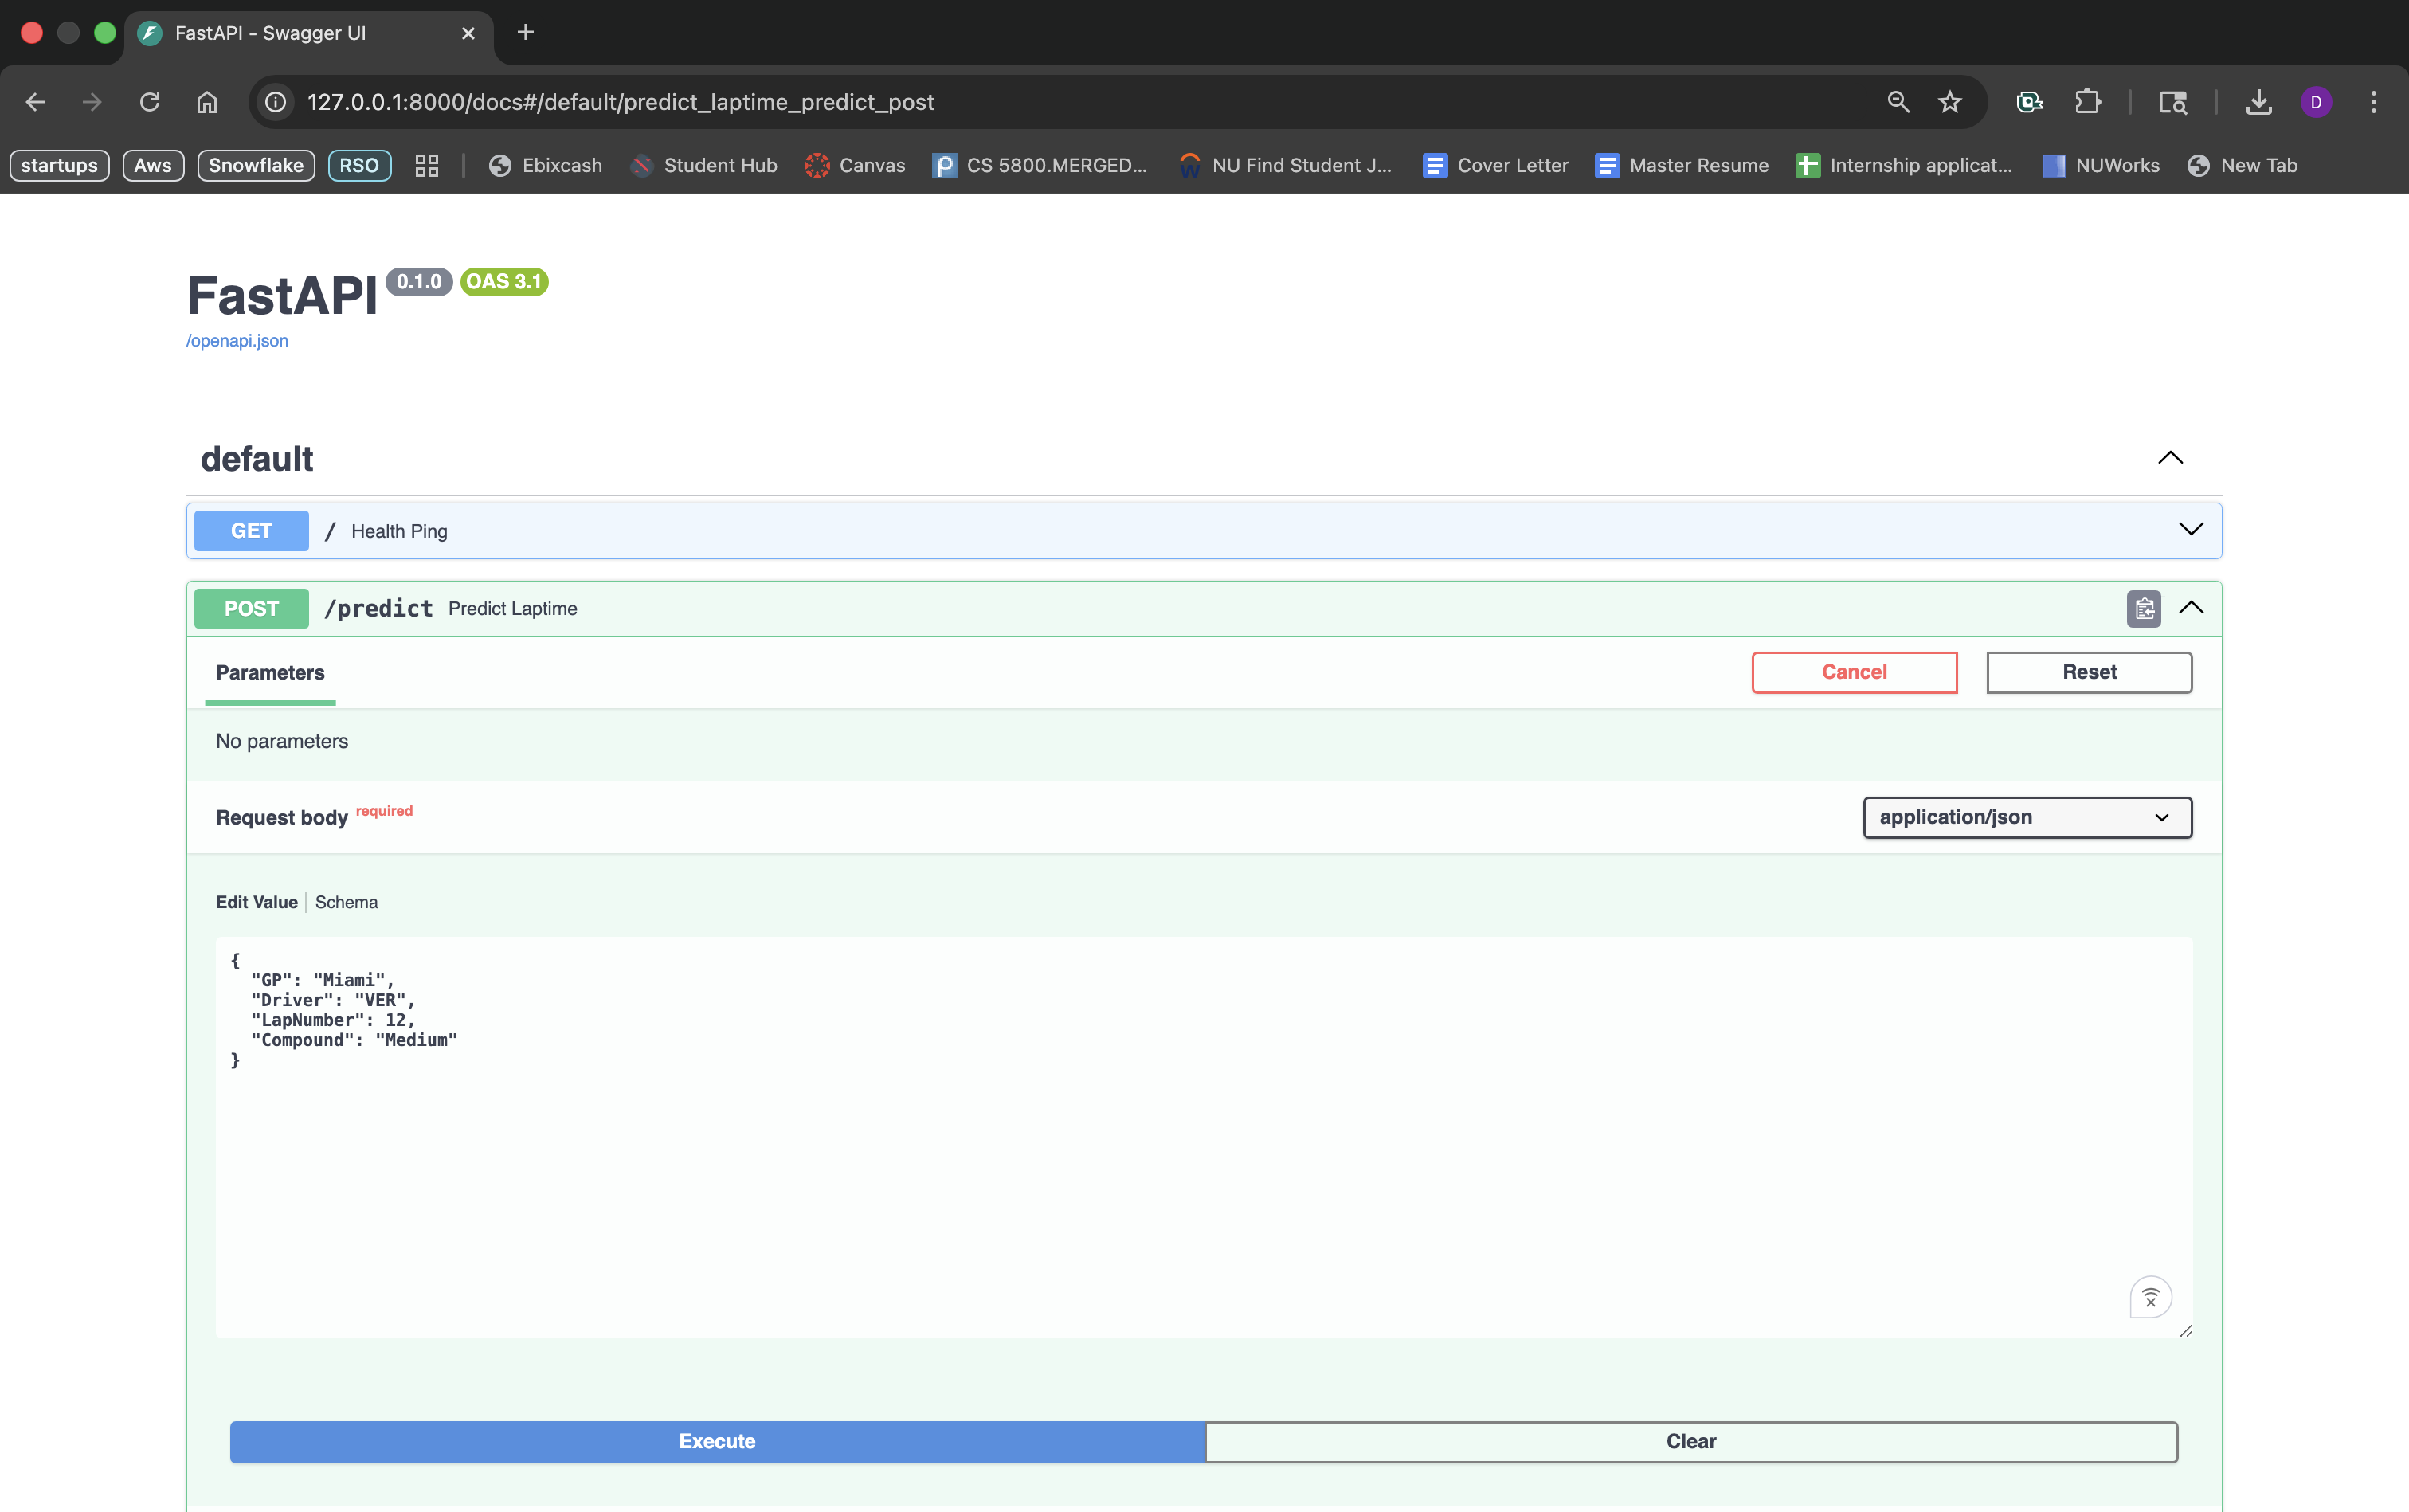 FastAPI - Swagger UI
127.0.0.1:8000/docs#/default/predict_laptime_predict_post
D
startups Aws Snowflake RSO Ebixcash Student Hub Canvas CS 5800.MERGED... NU Find Student J... Cover Letter Master Resume Internship applicat... NUWorks New Tab
FastAPI 0.1.0 OAS 3.1
/openapi.json
default
GET / Health Ping
POST /predict Predict Laptime
Parameters Cancel Reset
No parameters
Request body required application/json
Edit Value Schema
{
"GP": "Miami",
"Driver": "VER",
"LapNumber": 12,
"Compound": "Medium"
}
Execute Clear